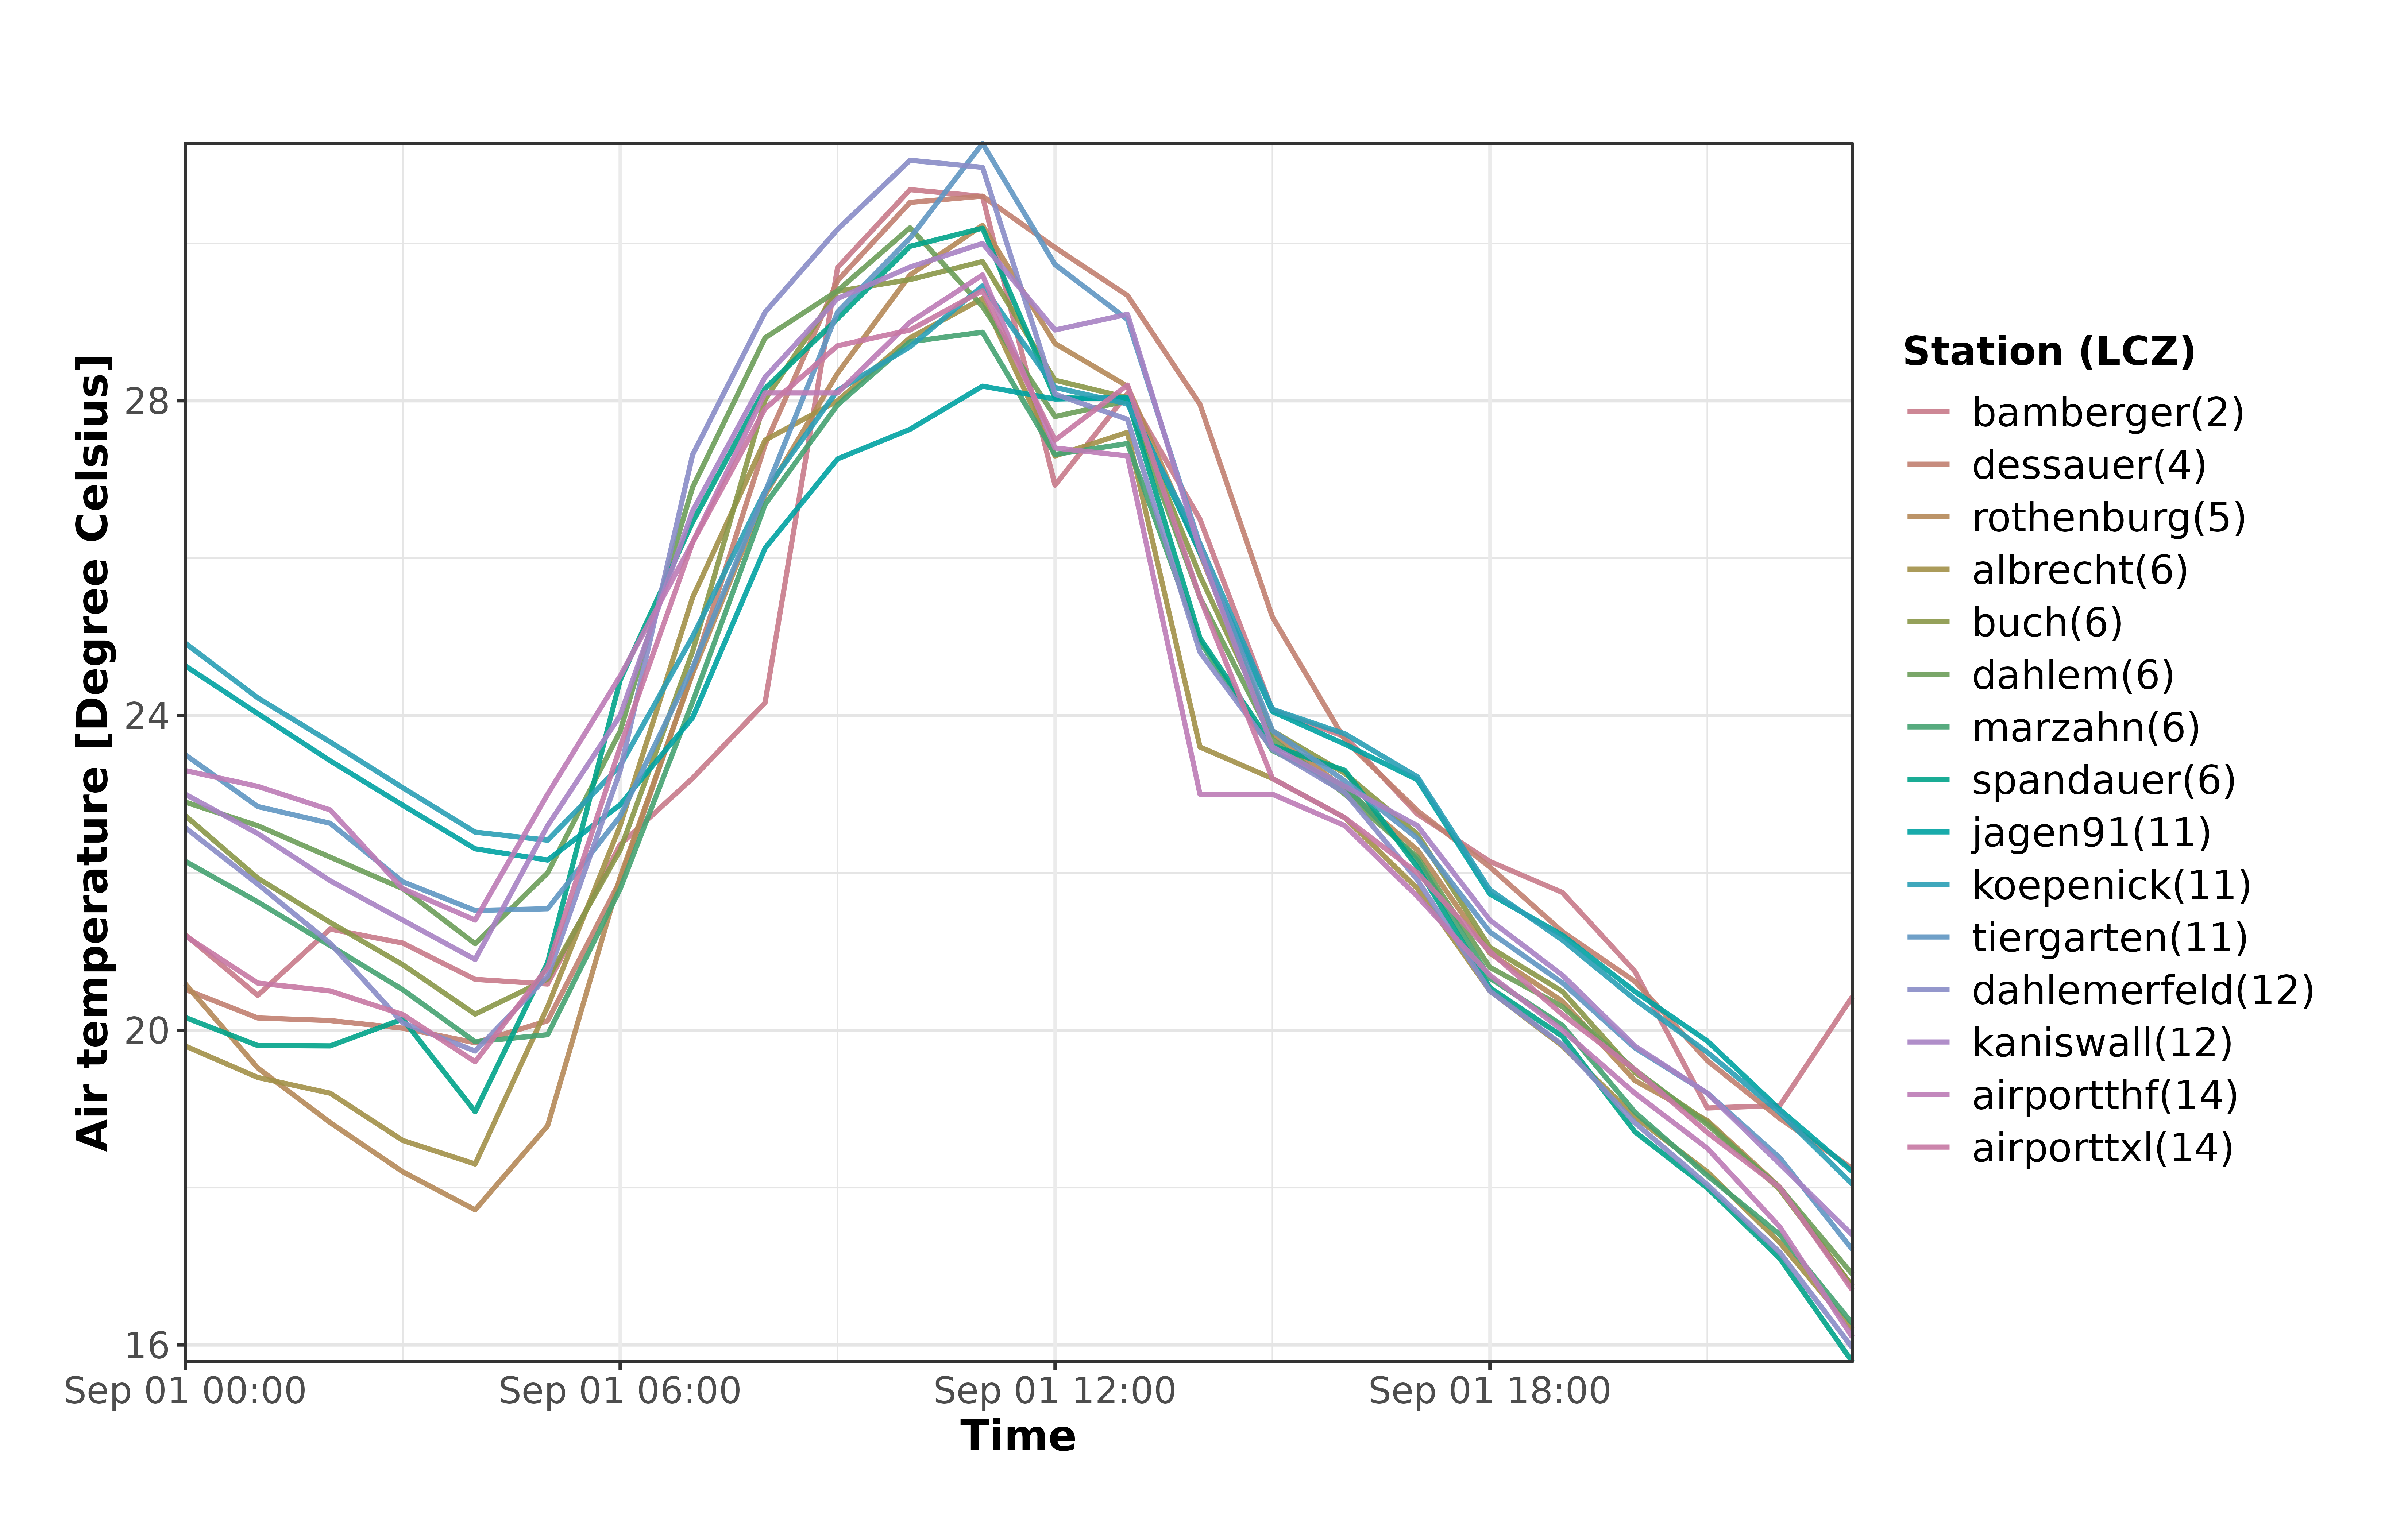 Air temperature [Degree Celsius]
28
24
20
16
Sep 01 00:00
Sep 01 06:00
Sep 01 12:00
Sep 01 18:00
Time
Station (LCZ)
bamberger(2)
dessauer(4)
rothenburg(5)
albrecht(6)
buch(6)
dahlem(6)
marzahn(6)
spandauer(6)
jagen91(11)
koepenick(11)
tiergarten(11)
dahlemerfeld(12)
kaniswall(12)
airportthf(14)
airporttxl(14)